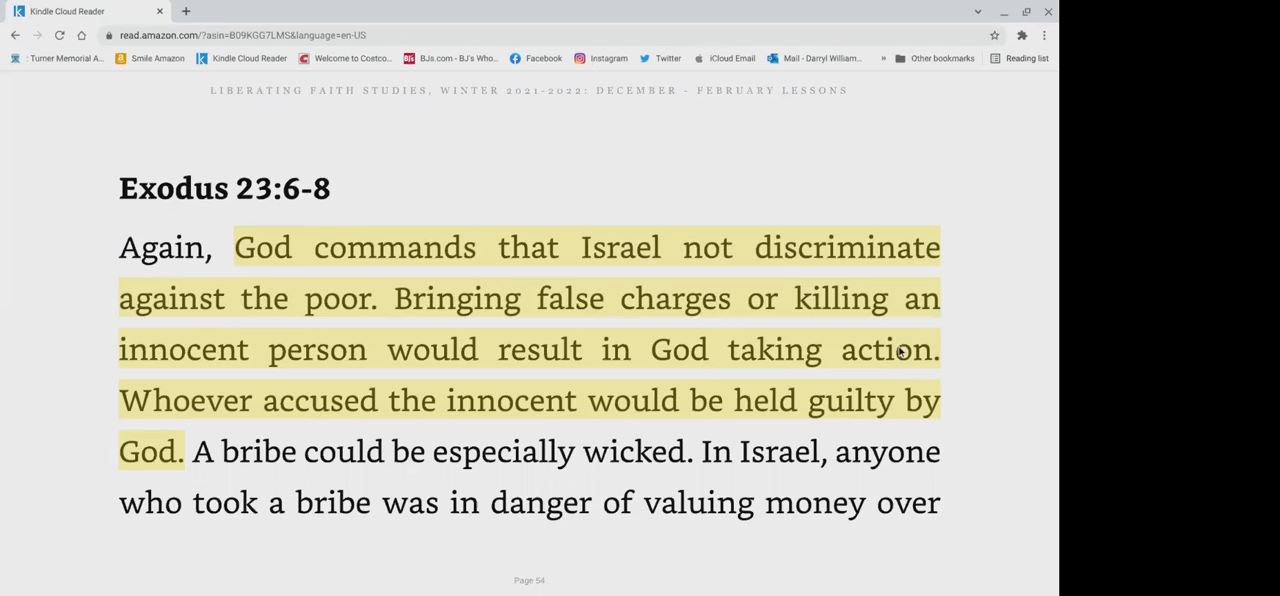 Kindle Cloud Reader
read.amazon.com/?asin=B09KGG7LMS&language=en-US
: Turner Memorial A... Smile Amazon Kindle Cloud Reader Welcome to Costco... BJs.com - BJ's Who... Facebook Instagram Twitter iCloud Email Mail - Darryl William... » Other bookmarks Reading list
LIBERATING FAITH STUDIES, WINTER 2021-2022: DECEMBER - FEBRUARY LESSONS
Exodus 23:6-8
Again, God commands that Israel not discriminate
against the poor. Bringing false charges or killing an
innocent person would result in God taking action.
Whoever accused the innocent would be held guilty by
God. A bribe could be especially wicked. In Israel, anyone
who took a bribe was in danger of valuing money over
Page 54